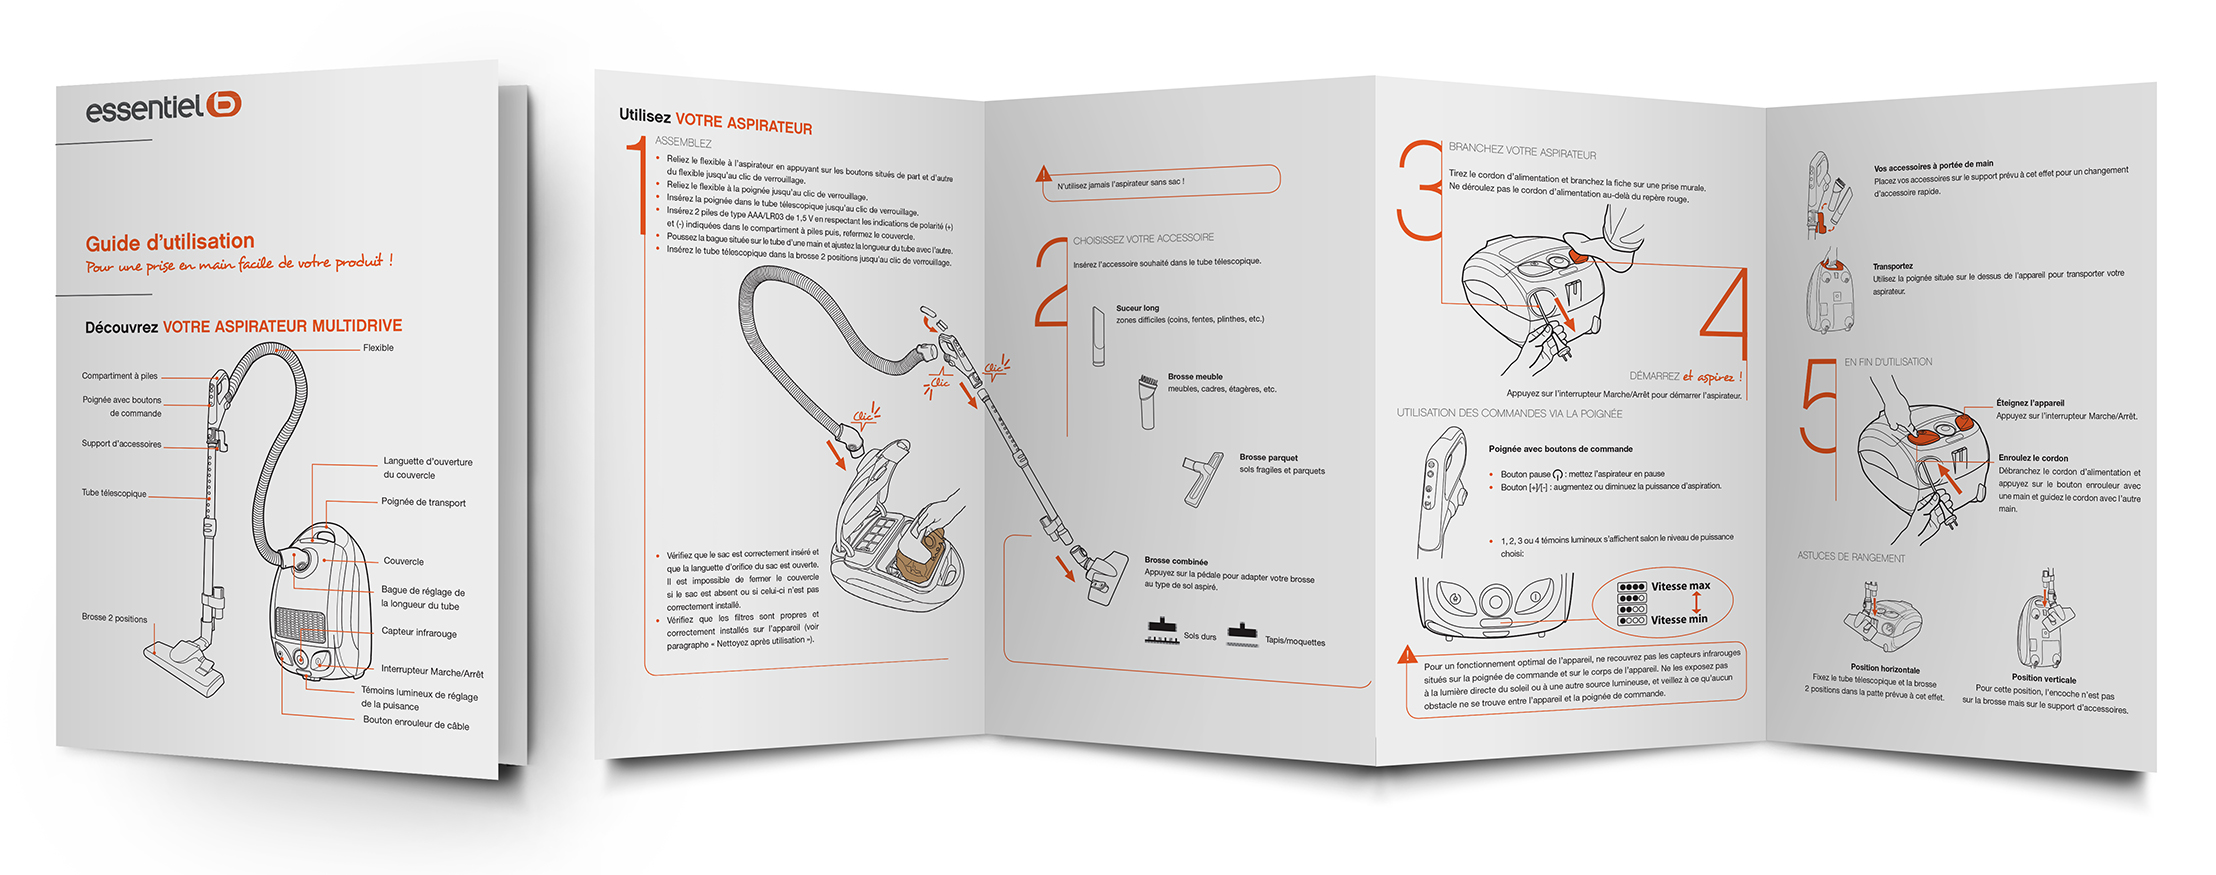 essentiel b
Guide d'utilisation
Pour une prise en main facile de votre produit !
Découvrez VOTRE ASPIRATEUR MULTIDRIVE
Flexible
Compartiment à piles
Poignée avec boutons
de commande
Support d'accessoires
Languette d'ouverture
du couvercle
Tube télescopique
Poignée de transport
Couvercle
Bague de réglage de
la longueur du tube
Brosse 2 positions
Capteur infrarouge
Interrupteur Marche/Arrêt
Témoins lumineux de réglage
de la puisance
Bouton enrouleur de câble
Utilisez VOTRE ASPIRATEUR
1
ASSEMBLEZ
• Reliez le flexible à l'aspirateur en appuyant sur les boutons situés de part et d'autre
du flexible jusqu'au clic de verrouillage.
• Reliez le flexible à la poignée jusqu'au clic de verrouillage.
• Insérez la poignée dans le tube télescopique jusqu'au clic de verrouillage.
• Insérez 2 piles de type AAA/LR03 de 1,5 V en respectant les indications de polarité (+)
et (-) indiquées dans le compartiment à piles puis, refermez le couvercle.
• Poussez la bague située sur le tube d'une main et ajustez la longueur du tube avec l'autre.
• Insérez le tube télescopique dans la brosse 2 positions jusqu'au clic de verrouillage.
Clic
Clic
Clic
• Vérifiez que le sac est correctement inséré et
que la languette d'orifice du sac est ouverte.
Il est impossible de fermer le couvercle
si le sac est absent ou si celui-ci n'est pas
correctement installé.
• Vérifiez que les filtres sont propres et
correctement installés sur l'appareil (voir
paragraphe « Nettoyez après utilisation »).
N'utilisez jamais l'aspirateur sans sac !
2
CHOISISSEZ VOTRE ACCESSOIRE
Insérez l'accessoire souhaité dans le tube télescopique.
Suceur long
zones difficiles (coins, fentes, plinthes, etc.)
Brosse meuble
meubles, cadres, étagères, etc.
Brosse parquet
sols fragiles et parquets
Brosse combinée
Appuyez sur la pédale pour adapter votre brosse
au type de sol aspiré.
Sols durs
Tapis/moquettes
3
BRANCHEZ VOTRE ASPIRATEUR
Tirez le cordon d'alimentation et branchez la fiche sur une prise murale.
Ne déroulez pas le cordon d'alimentation au-delà du repère rouge.
4
DÉMARREZ et aspirez !
Appuyez sur l'interrupteur Marche/Arrêt pour démarrer l'aspirateur.
UTILISATION DES COMMANDES VIA LA POIGNÉE
Poignée avec boutons de commande
• Bouton pause : mettez l'aspirateur en pause
• Bouton [+]/[-] : augmentez ou diminuez la puissance d'aspiration.
• 1, 2, 3 ou 4 témoins lumineux s'affichent salon le niveau de puissance
choisi:
Vitesse max
Vitesse min
Pour un fonctionnement optimal de l'appareil, ne recouvrez pas les capteurs infrarouges
situés sur la poignée de commande et sur le corps de l'appareil. Ne les exposez pas
à la lumière directe du soleil ou à une autre source lumineuse, et veillez à ce qu'aucun
obstacle ne se trouve entre l'appareil et la poignée de commande.
Vos accessoires à portée de main
Placez vos accessoires sur le support prévu à cet effet pour un changement
d'accessoire rapide.
Transportez
Utilisez la poignée située sur le dessus de l'appareil pour transporter votre
aspirateur.
5
EN FIN D'UTILISATION
Éteignez l'appareil
Appuyez sur l'interrupteur Marche/Arrêt.
Enroulez le cordon
Débranchez le cordon d'alimentation et
appuyez sur le bouton enrouleur avec
une main et guidez le cordon avec l'autre
main.
ASTUCES DE RANGEMENT
Position horizontale
Fixez le tube télescopique et la brosse
2 positions dans la patte prévue à cet effet.
Position verticale
Pour cette position, l'encoche n'est pas
sur la brosse mais sur le support d'accessoires.